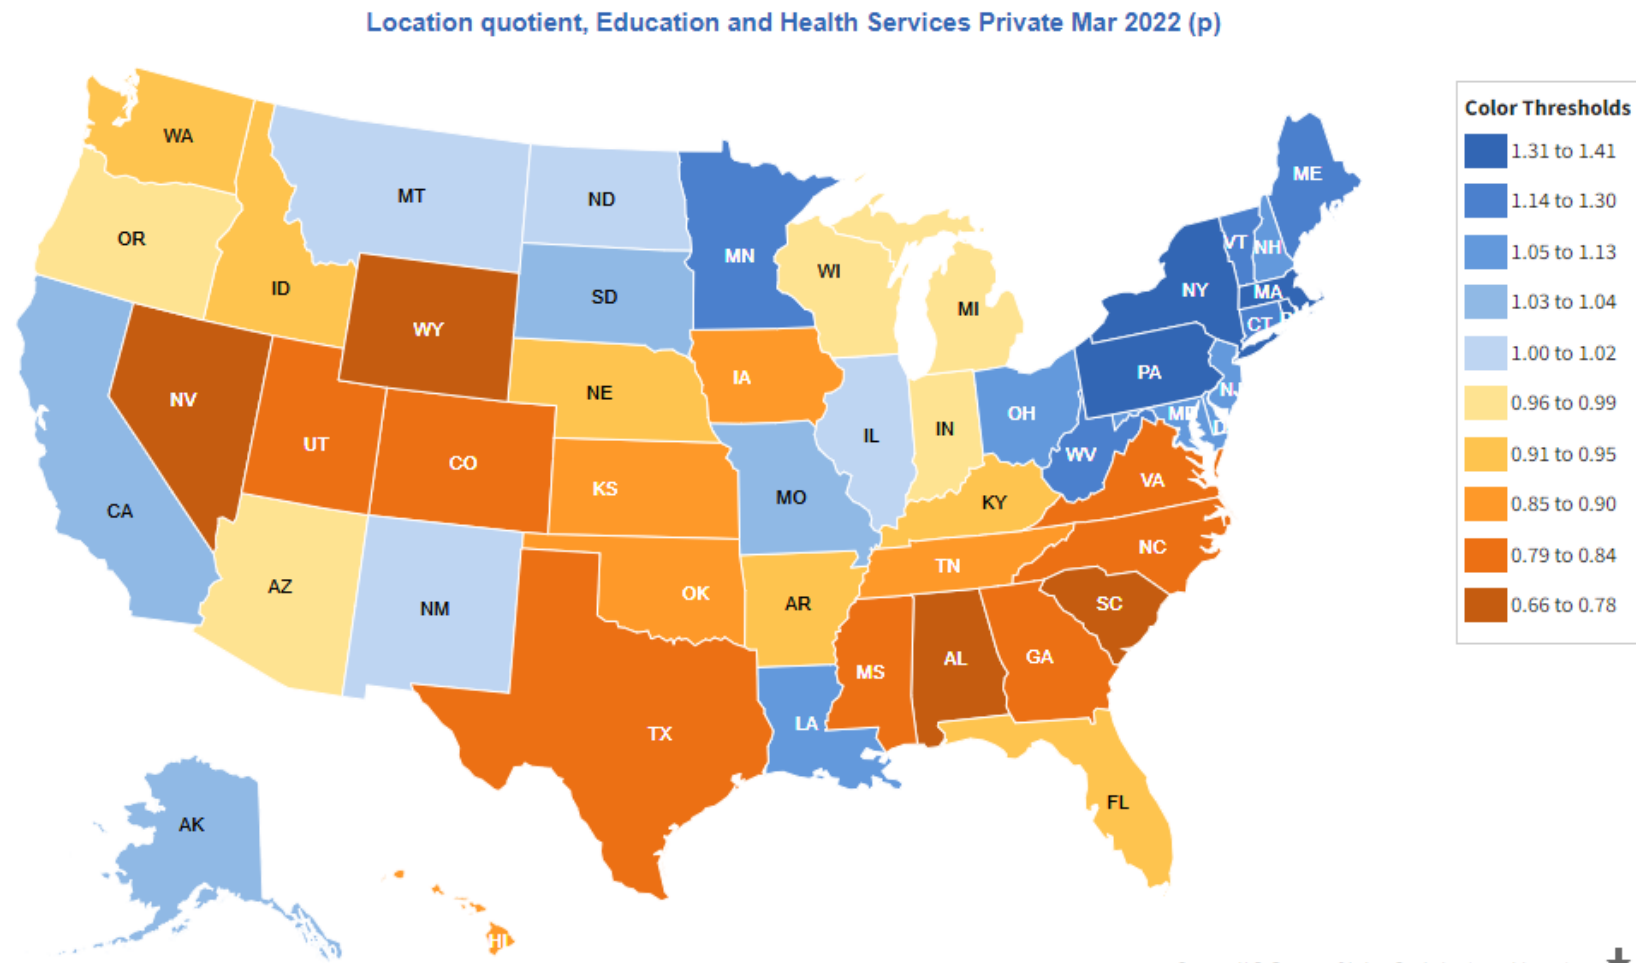 Location quotient, Education and Health Services Private Mar 2022 (p)
Color Thresholds
1.31 to 1.41
1.14 to 1.30
1.05 to 1.13
1.03 to 1.04
1.00 to 1.02
0.96 to 0.99
0.91 to 0.95
0.85 to 0.90
0.79 to 0.84
0.66 to 0.78
WA
MT
ND
ME
OR
ID
SD
MN
WI
VT
NH
WY
MI
NY
MA
CT
NV
UT
CO
NE
IA
IL
IN
OH
PA
NJ
MD
WV
VA
CA
KS
MO
KY
AZ
NM
OK
AR
TN
NC
SC
TX
LA
MS
AL
GA
FL
AK
HI